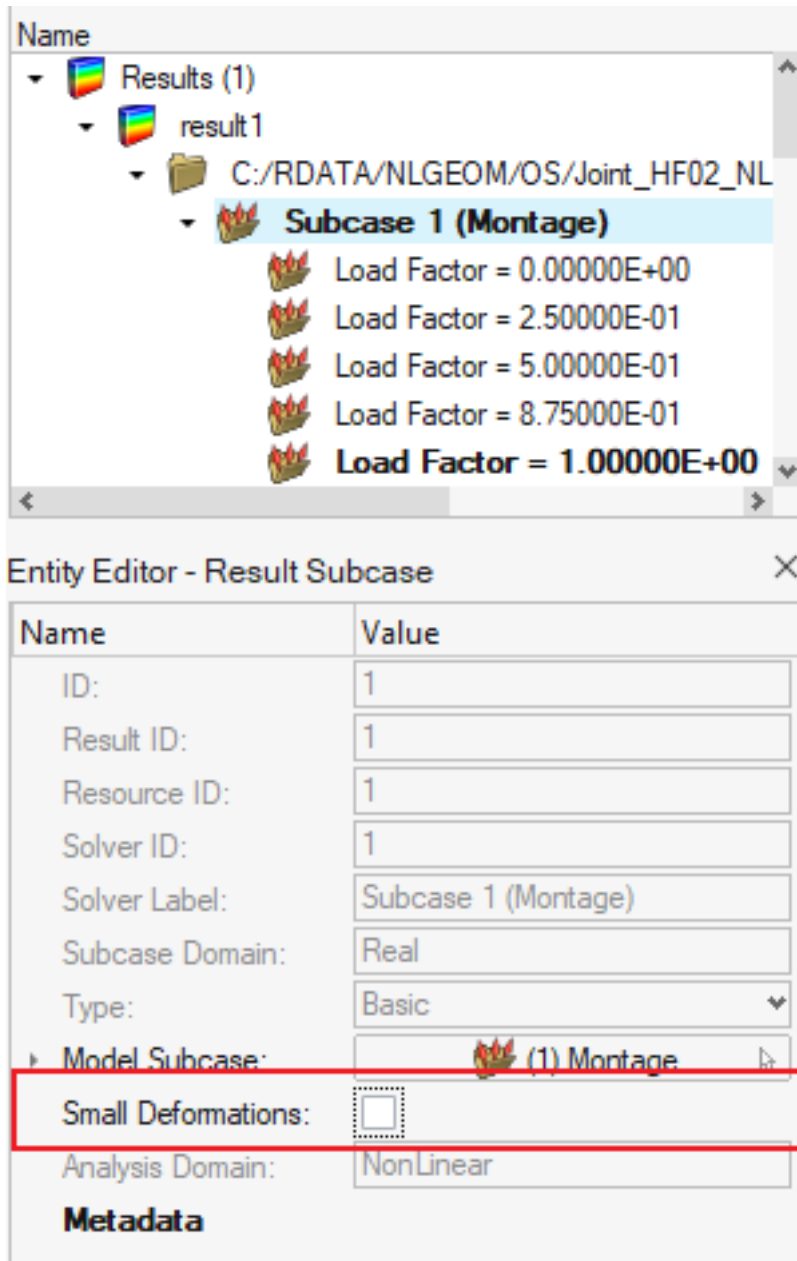 Name
Results (1)
result1
C:/RDATA/NLGEOM/OS/Joint_HF02_NL
Subcase 1 (Montage)
Load Factor = 0.00000E+00
Load Factor = 2.50000E-01
Load Factor = 5.00000E-01
Load Factor = 8.75000E-01
Load Factor = 1.00000E+00
Entity Editor - Result Subcase
Name Value
ID: 1
Result ID: 1
Resource ID: 1
Solver ID: 1
Solver Label: Subcase 1 (Montage)
Subcase Domain: Real
Type: Basic
Model Subcase: (1) Montage
Small Deformations:
Analysis Domain: NonLinear
Metadata